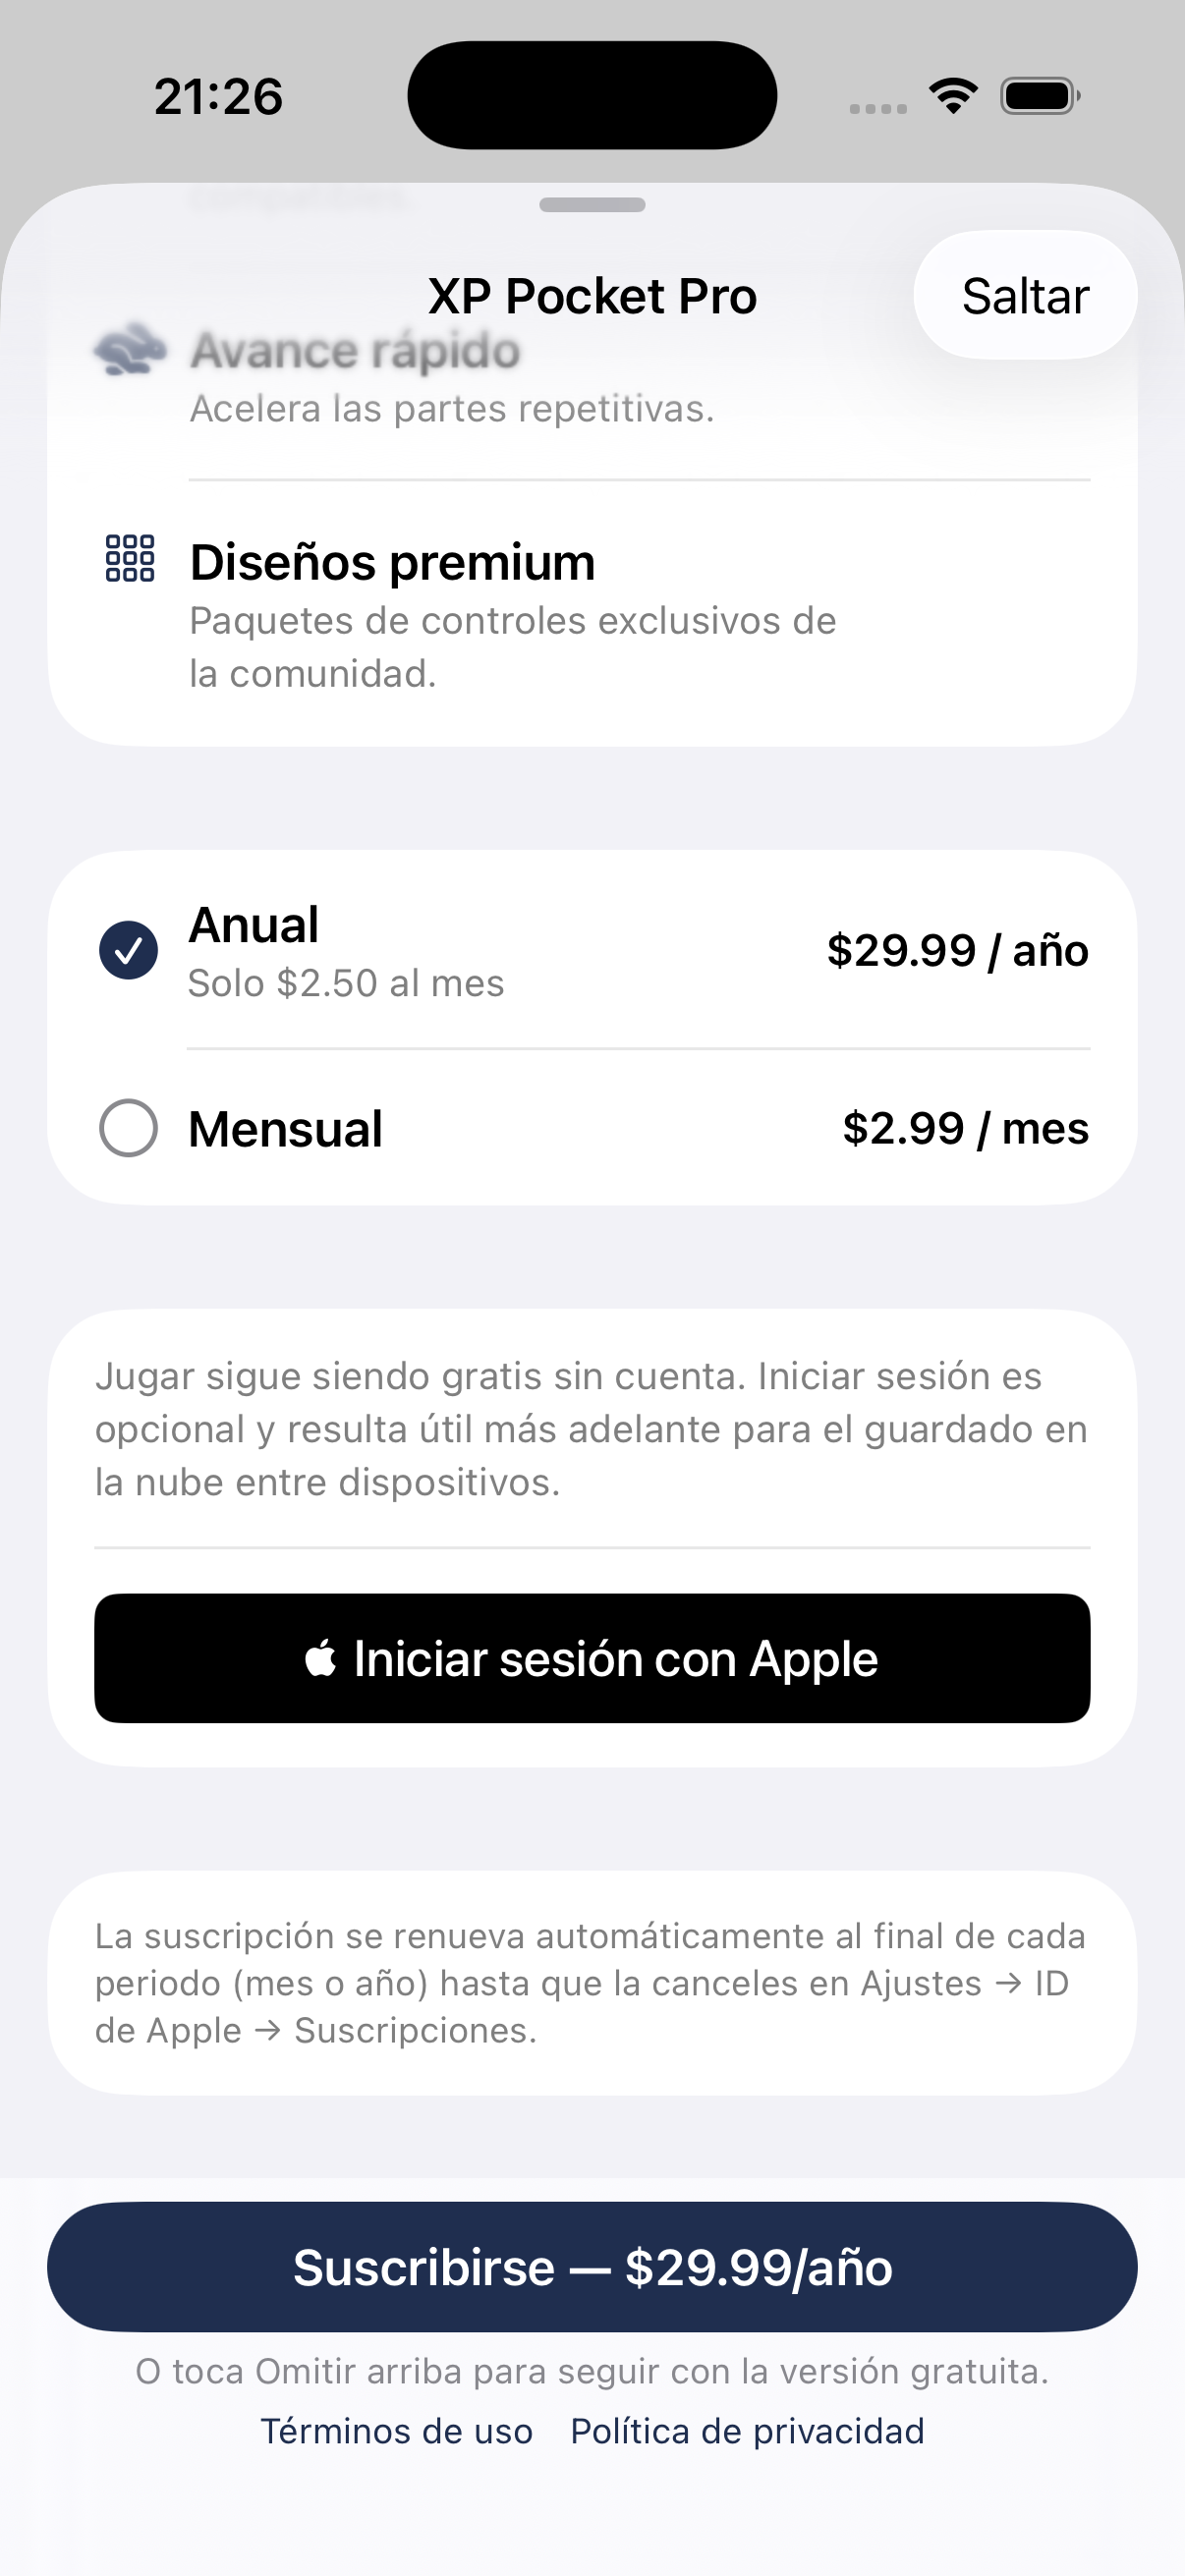 21:26
compatibles.
XP Pocket Pro
Saltar
Avance rápido
Acelera las partes repetitivas.
Diseños premium
Paquetes de controles exclusivos de
la comunidad.
Anual
Solo $2.50 al mes
$29.99 / año
Mensual
$2.99 / mes
Jugar sigue siendo gratis sin cuenta. Iniciar sesión es
opcional y resulta útil más adelante para el guardado en
la nube entre dispositivos.
Iniciar sesión con Apple
La suscripción se renueva automáticamente al final de cada
periodo (mes o año) hasta que la canceles en Ajustes → ID
de Apple → Suscripciones.
Suscribirse — $29.99/año
O toca Omitir arriba para seguir con la versión gratuita.
Términos de uso Política de privacidad